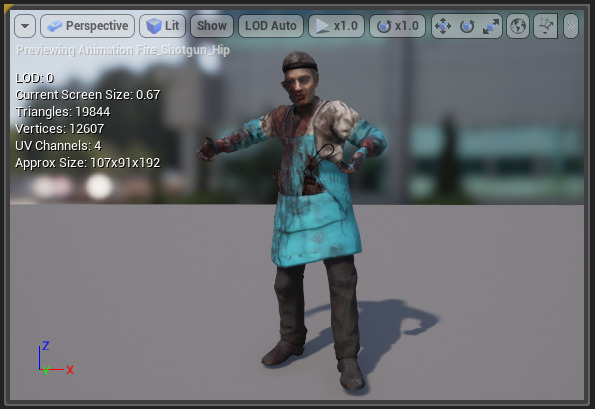 Perspective Lit Show LOD Auto x1.0 x1.0
Previewing Animation Fire_Shotgun_Hip
LOD: 0
Current Screen Size: 0.67
Triangles: 19844
Vertices: 12607
UV Channels: 4
Approx Size: 107x91x192
Z
Y X